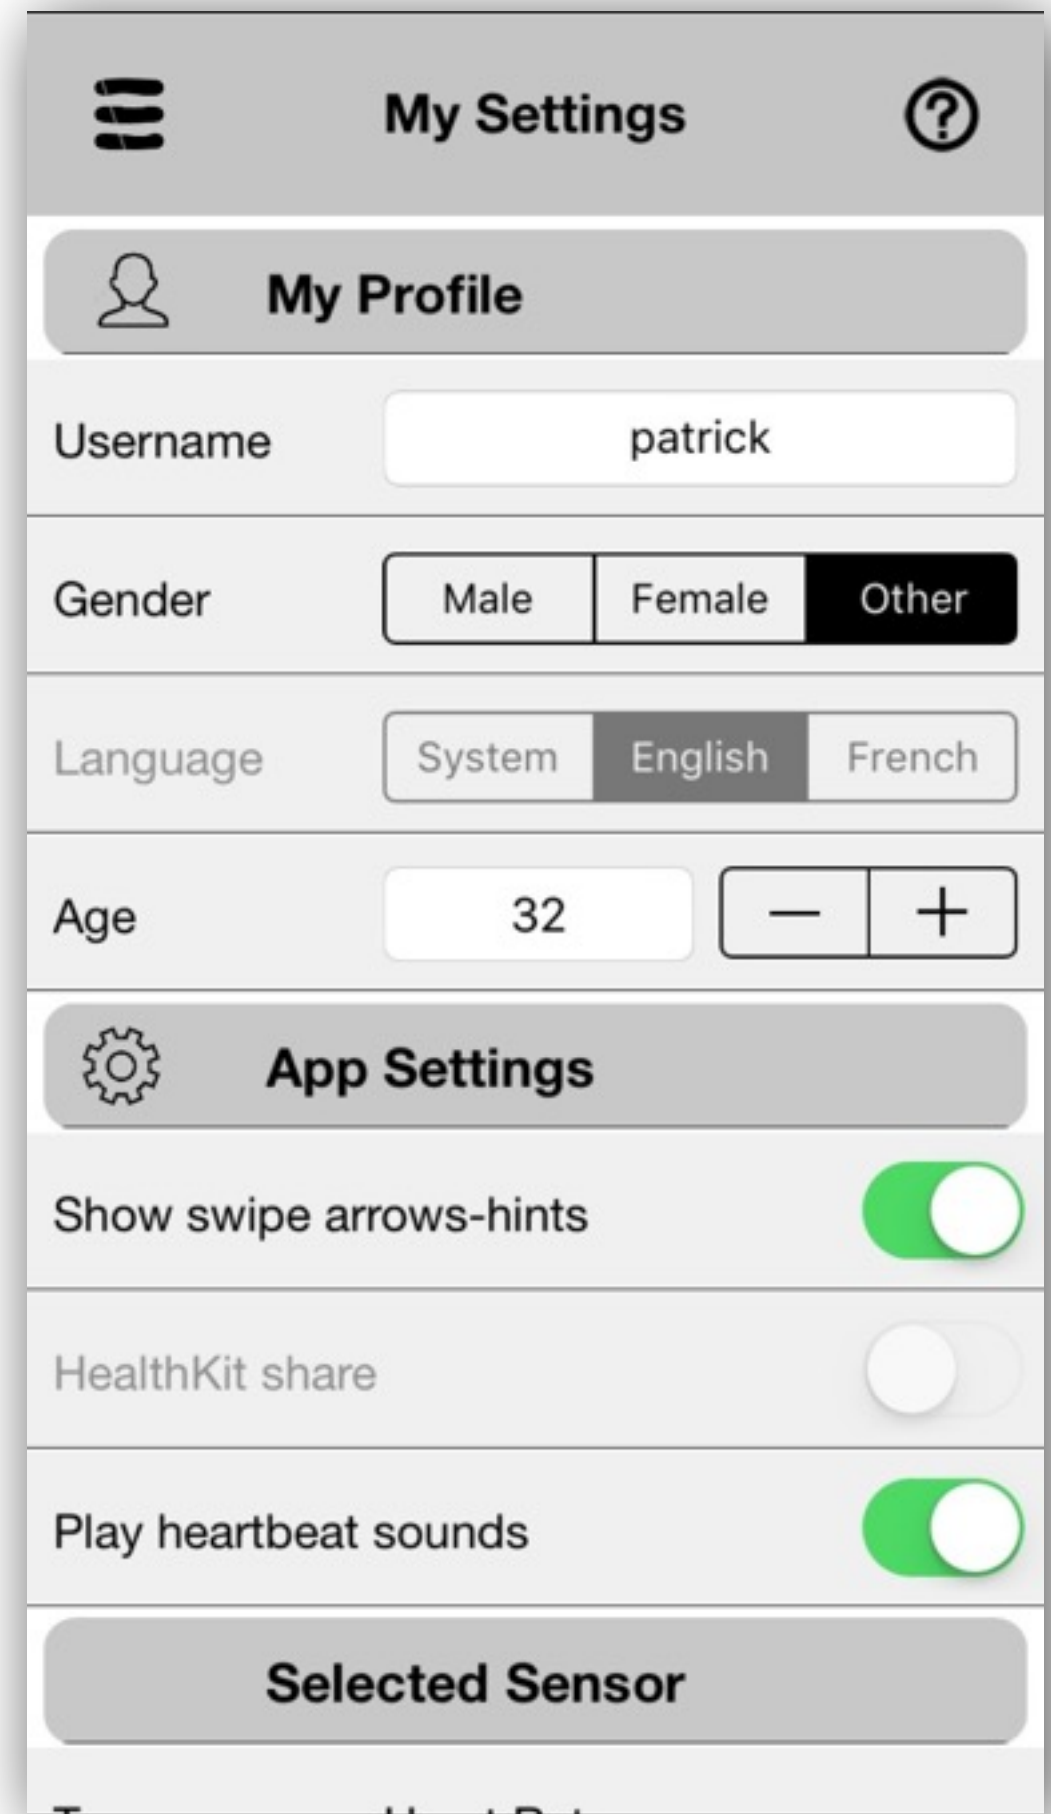 My Settings
My Profile
Username patrick
Gender Male Female Other
Language System English French
Age 32 — +
App Settings
Show swipe arrows-hints
HealthKit share
Play heartbeat sounds
Selected Sensor